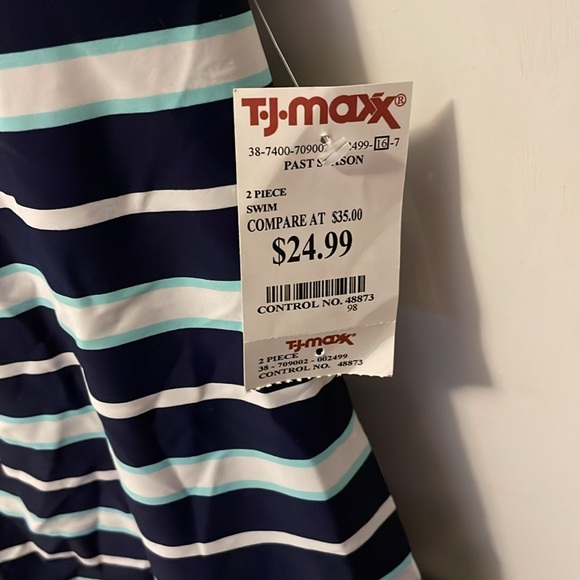 T·J·maxx®
38-7400-70900 2499-16-7
PAST SEASON
2 PIECE
SWIM
COMPARE AT $35.00
$24.99
CONTROL NO. 48873
98
T·J·maxx®
2 PIECE
38 - 709002 - 002499
CONTROL NO. 48873